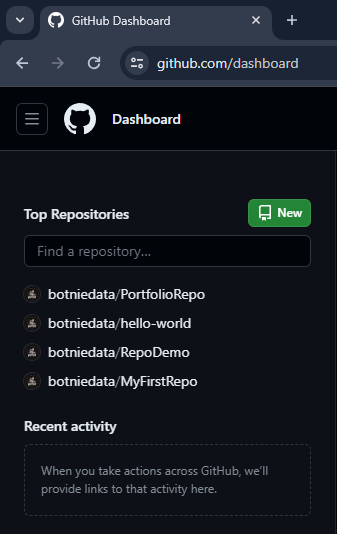 GitHub Dashboard
github.com/dashboard
Dashboard
Top Repositories
New
Find a repository...
botniedata/PortfolioRepo
botniedata/hello-world
botniedata/RepoDemo
botniedata/MyFirstRepo
Recent activity
When you take actions across GitHub, we'll
provide links to that activity here.